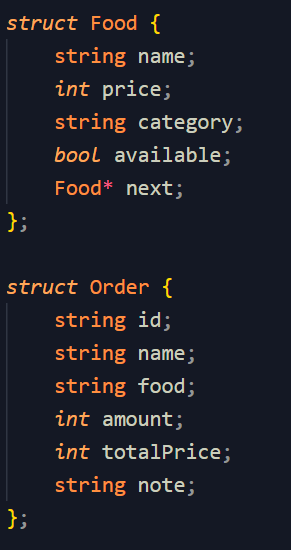 struct Food {
    string name;
    int price;
    string category;
    bool available;
    Food* next;
};

struct Order {
    string id;
    string name;
    string food;
    int amount;
    int totalPrice;
    string note;
};